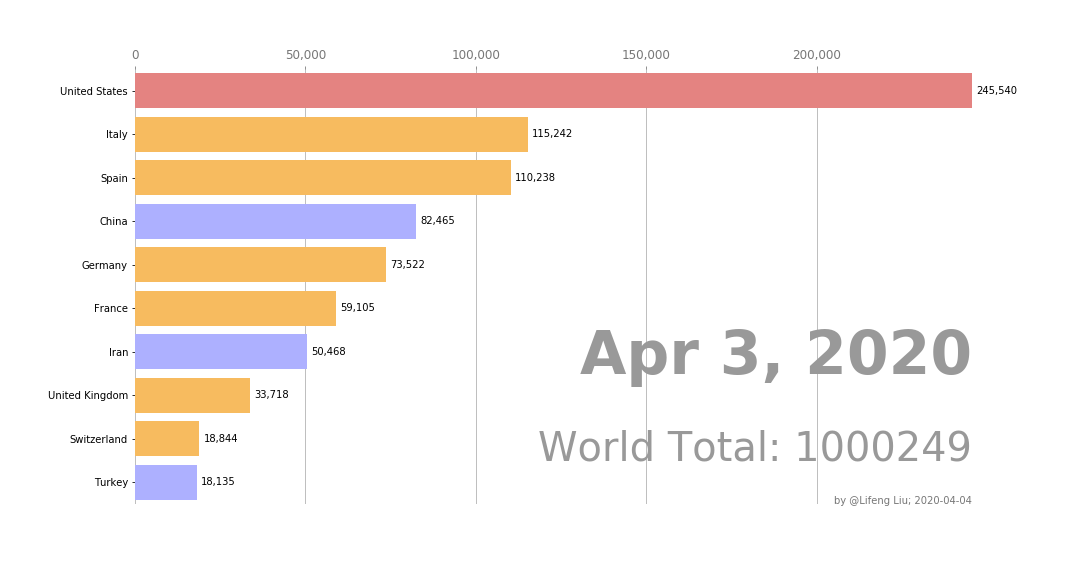 0 50,000 100,000 150,000 200,000
United States 245,540
Italy 115,242
Spain 110,238
China 82,465
Germany 73,522
France 59,105
Iran 50,468
Apr 3, 2020
United Kingdom 33,718
Switzerland 18,844
World Total: 1000249
Turkey 18,135
by @Lifeng Liu; 2020-04-04